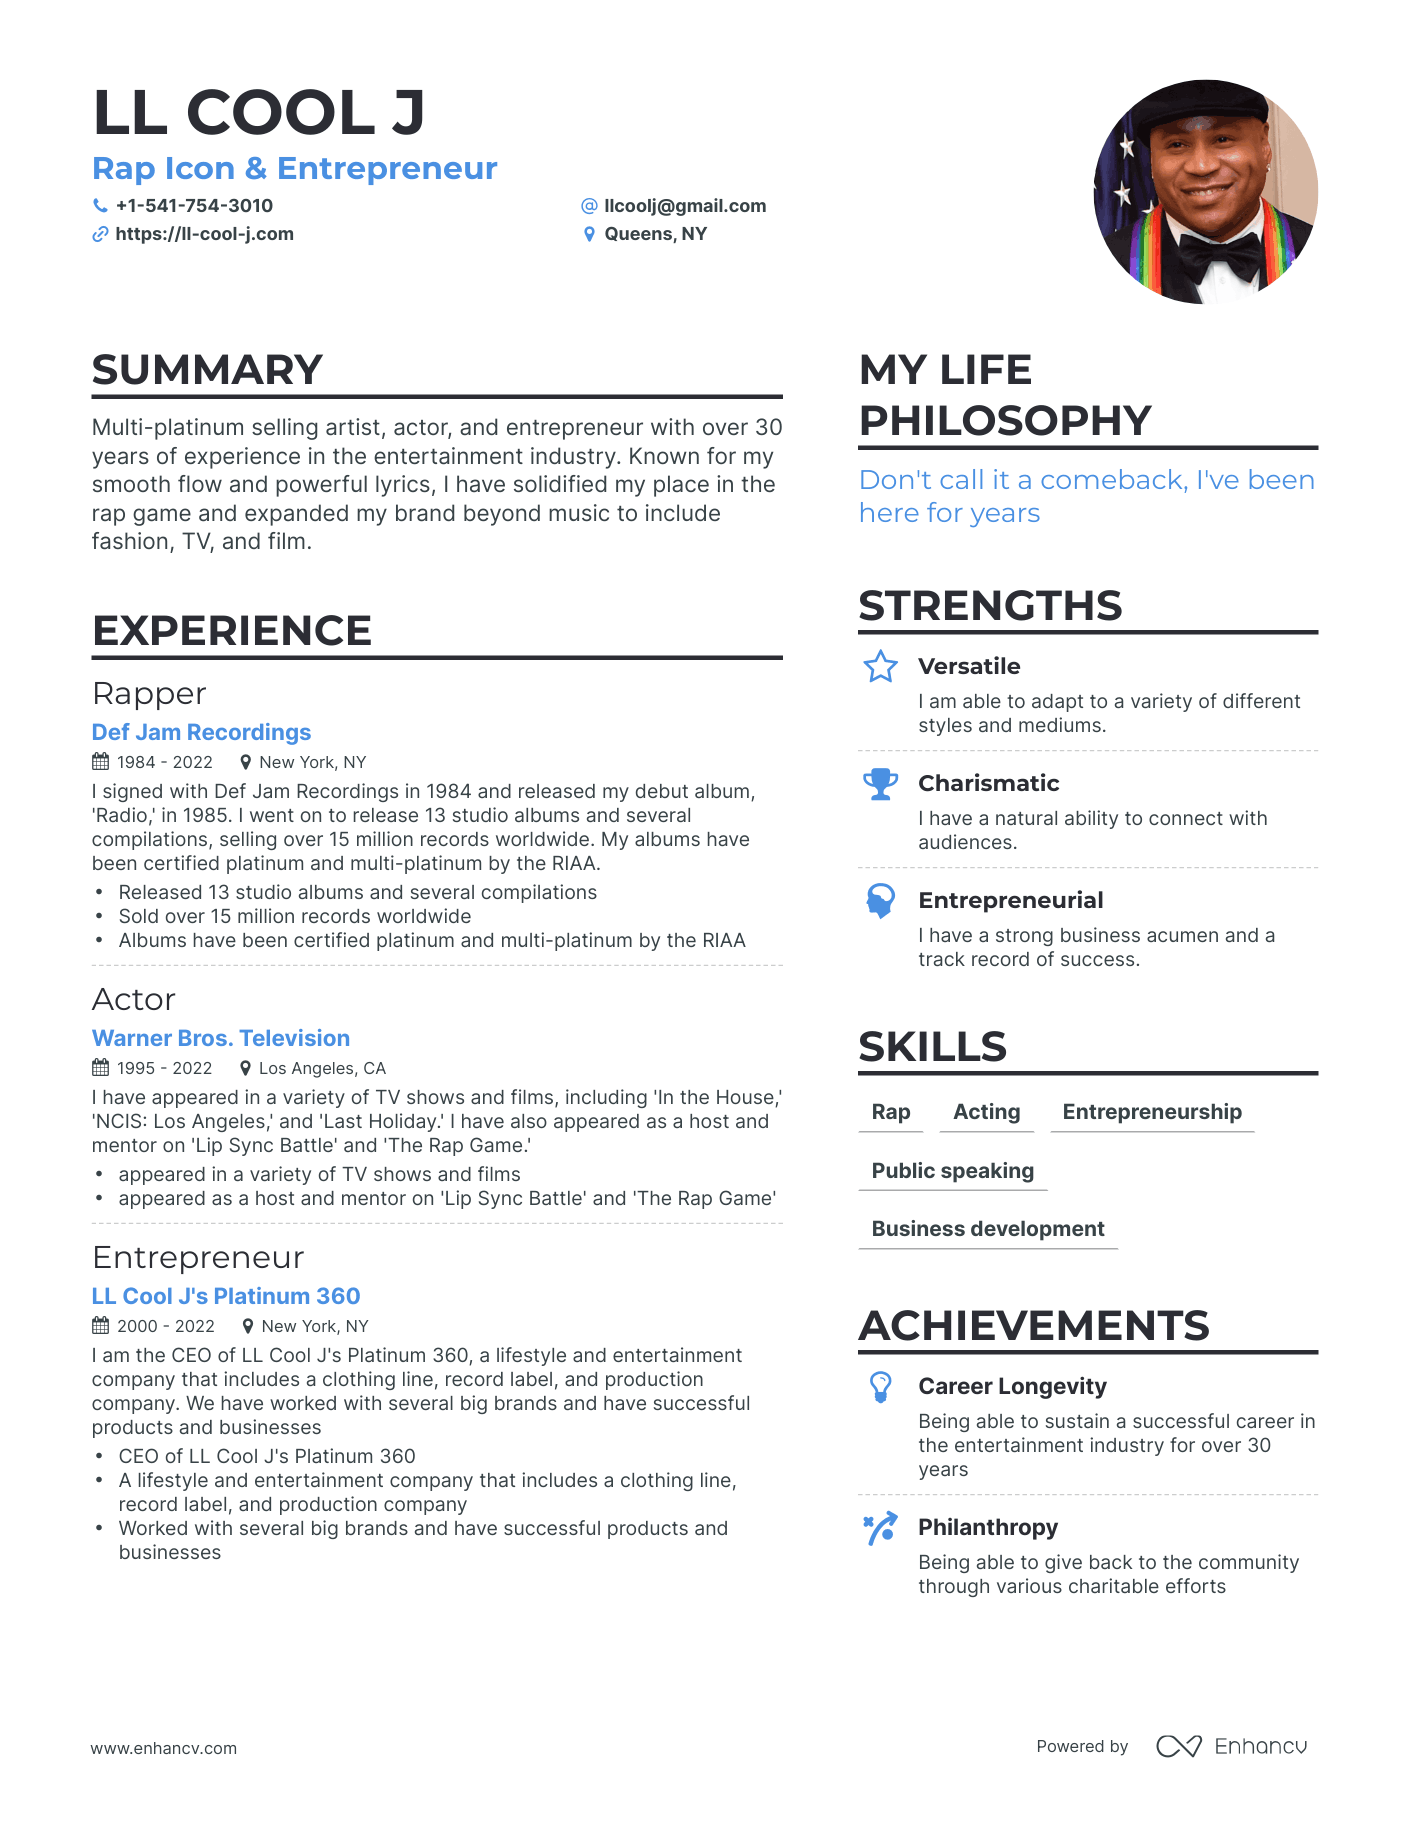 LL COOL J
Rap Icon & Entrepreneur
+1-541-754-3010
llcoolj@gmail.com
https://ll-cool-j.com
Queens, NY
SUMMARY
Multi-platinum selling artist, actor, and entrepreneur with over 30
years of experience in the entertainment industry. Known for my
smooth flow and powerful lyrics, I have solidified my place in the
rap game and expanded my brand beyond music to include
fashion, TV, and film.
EXPERIENCE
Rapper
Def Jam Recordings
1984 - 2022 New York, NY
I signed with Def Jam Recordings in 1984 and released my debut album,
'Radio,' in 1985. I went on to release 13 studio albums and several
compilations, selling over 15 million records worldwide. My albums have
been certified platinum and multi-platinum by the RIAA.
• Released 13 studio albums and several compilations
• Sold over 15 million records worldwide
• Albums have been certified platinum and multi-platinum by the RIAA
Actor
Warner Bros. Television
1995 - 2022 Los Angeles, CA
I have appeared in a variety of TV shows and films, including 'In the House,'
'NCIS: Los Angeles,' and 'Last Holiday.' I have also appeared as a host and
mentor on 'Lip Sync Battle' and 'The Rap Game.'
• appeared in a variety of TV shows and films
• appeared as a host and mentor on 'Lip Sync Battle' and 'The Rap Game'
Entrepreneur
LL Cool J's Platinum 360
2000 - 2022 New York, NY
I am the CEO of LL Cool J's Platinum 360, a lifestyle and entertainment
company that includes a clothing line, record label, and production
company. We have worked with several big brands and have successful
products and businesses
• CEO of LL Cool J's Platinum 360
• A lifestyle and entertainment company that includes a clothing line,
record label, and production company
• Worked with several big brands and have successful products and
businesses
MY LIFE
PHILOSOPHY
Don't call it a comeback, I've been
here for years
STRENGTHS
Versatile
I am able to adapt to a variety of different
styles and mediums.
Charismatic
I have a natural ability to connect with
audiences.
Entrepreneurial
I have a strong business acumen and a
track record of success.
SKILLS
Rap Acting Entrepreneurship
Public speaking
Business development
ACHIEVEMENTS
Career Longevity
Being able to sustain a successful career in
the entertainment industry for over 30
years
Philanthropy
Being able to give back to the community
through various charitable efforts
www.enhancv.com
Powered by Enhancv